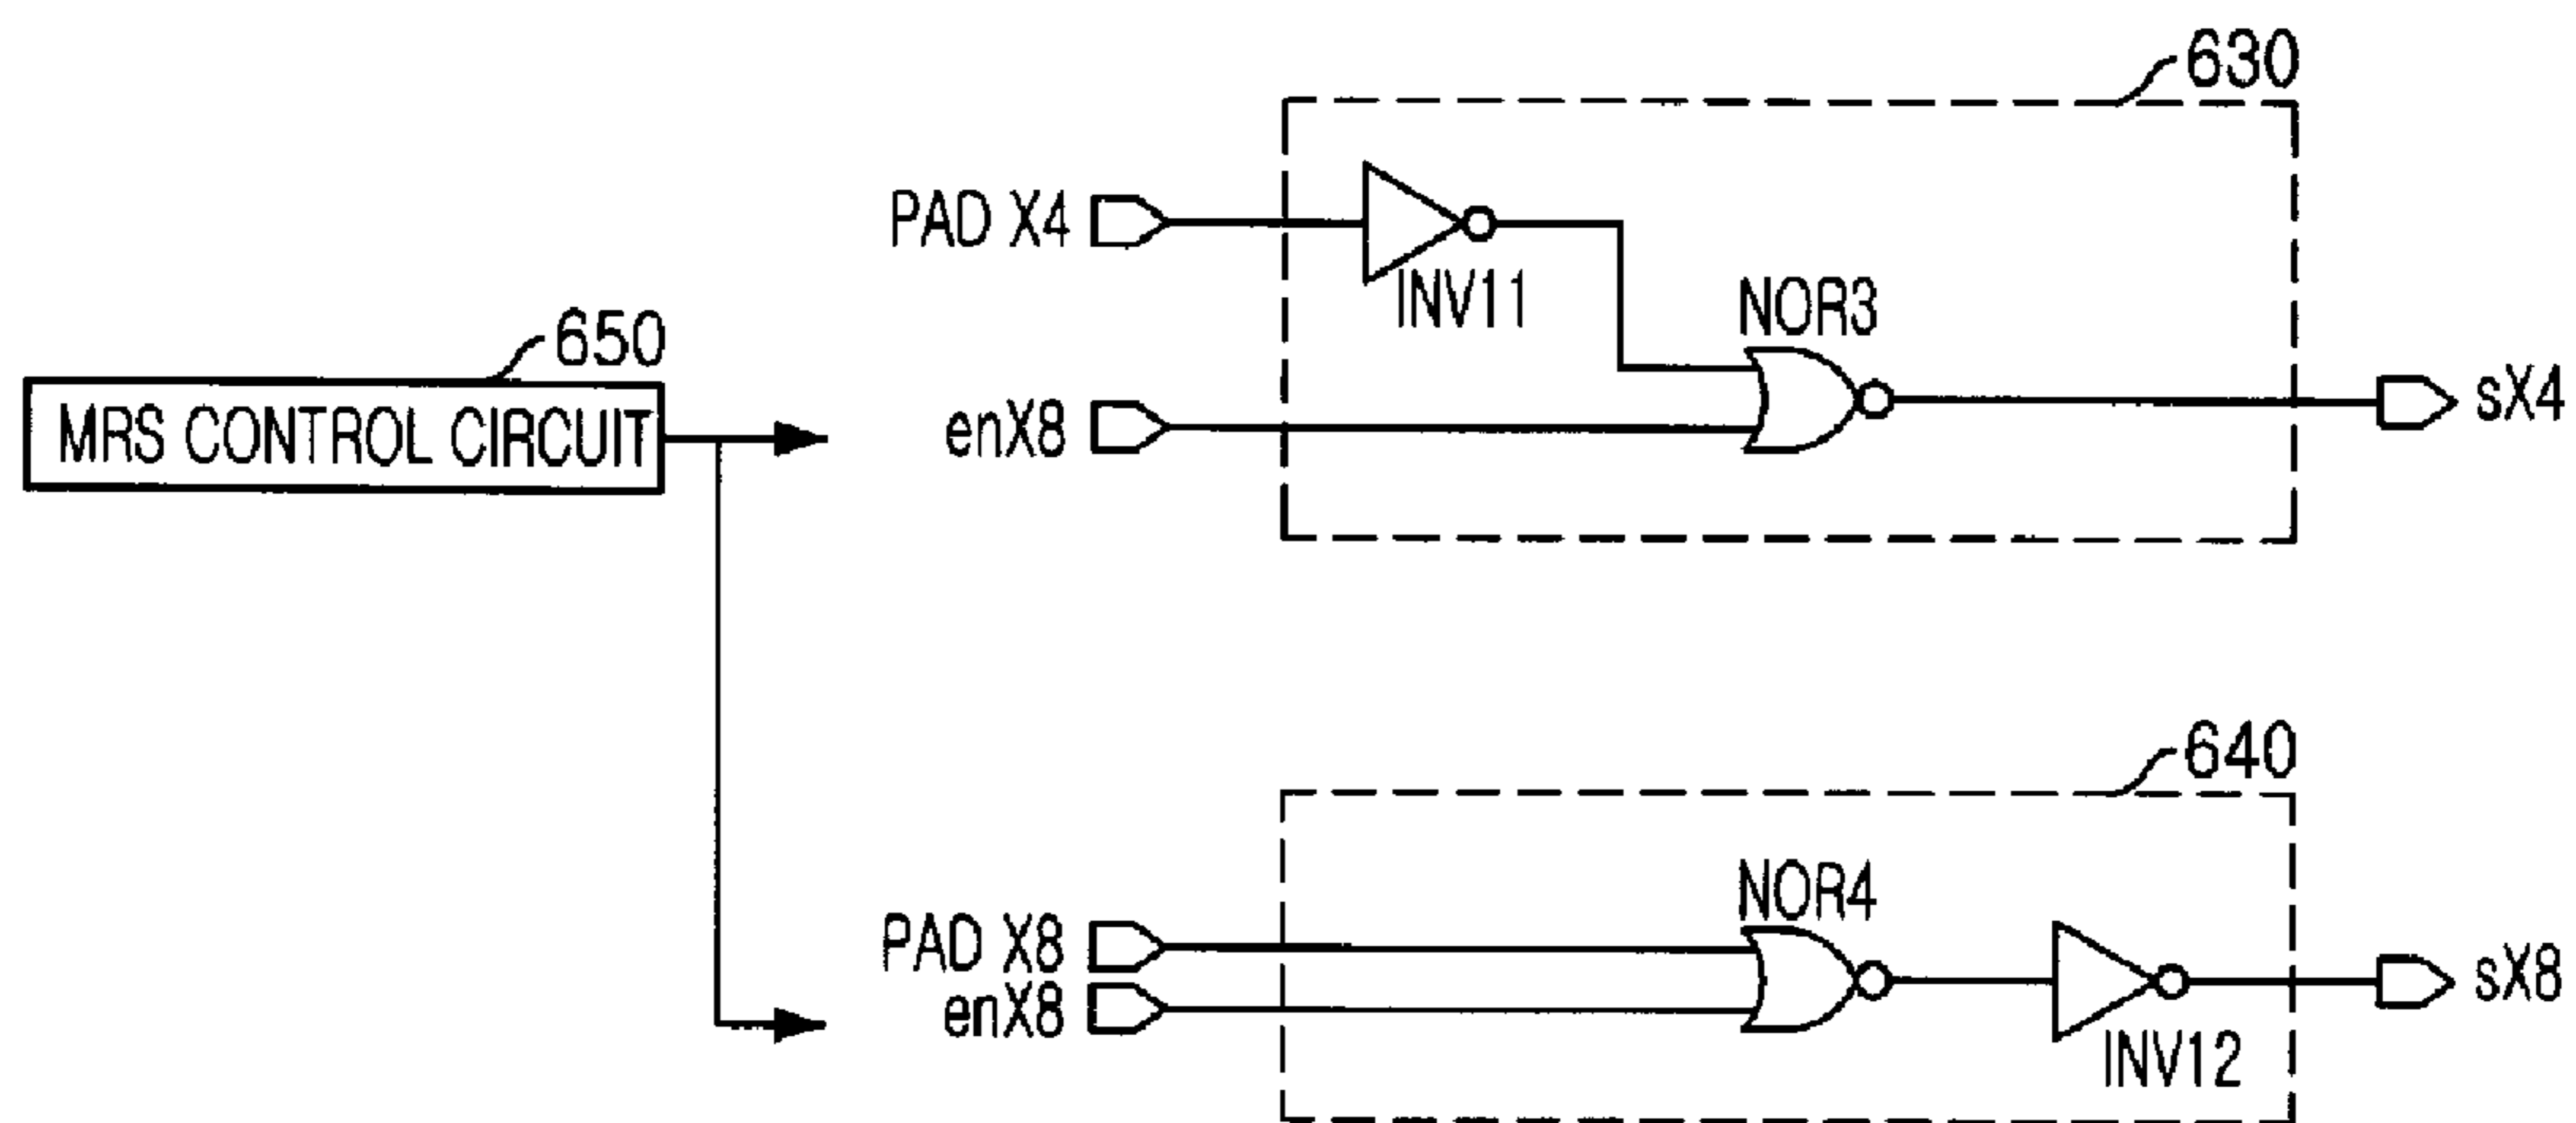 630
PAD X4
INV11
NOR3
650
MRS CONTROL CIRCUIT
enX8
sX4
640
NOR4
PAD X8
enX8
sX8
INV12